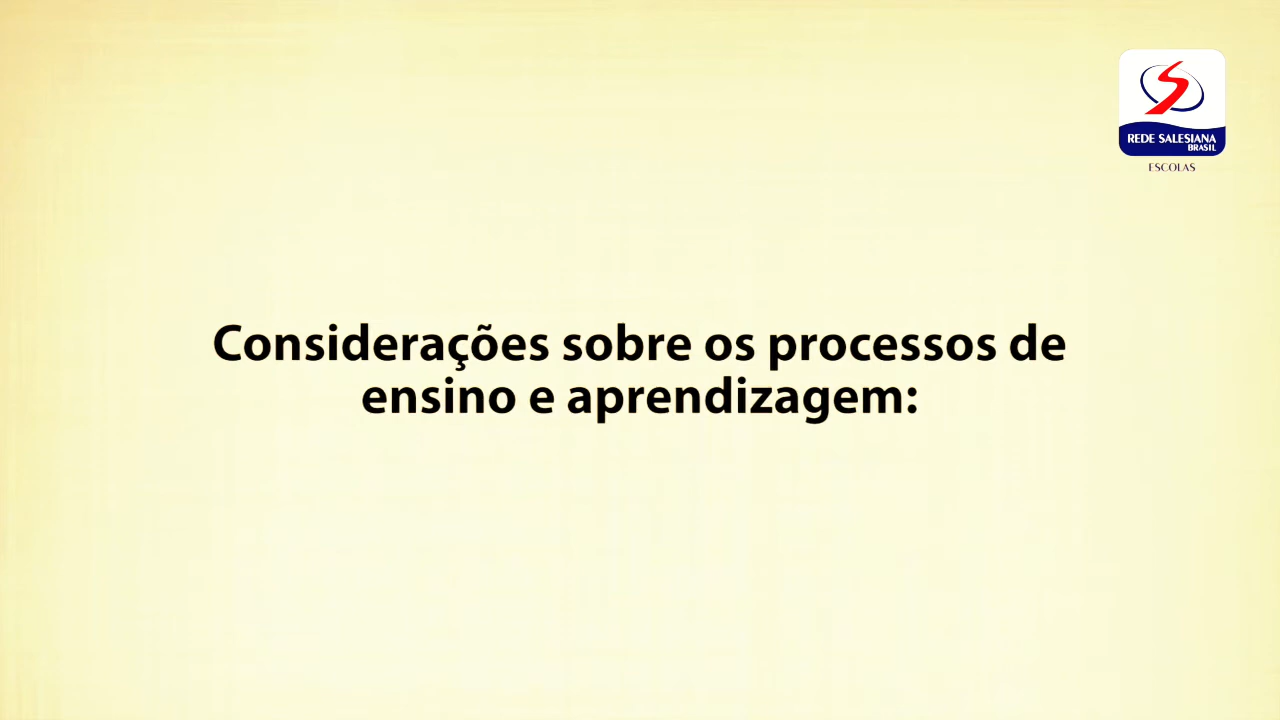 REDE SALESIANA
BRASIL
ESCOLAS
Considerações sobre os processos de
ensino e aprendizagem: